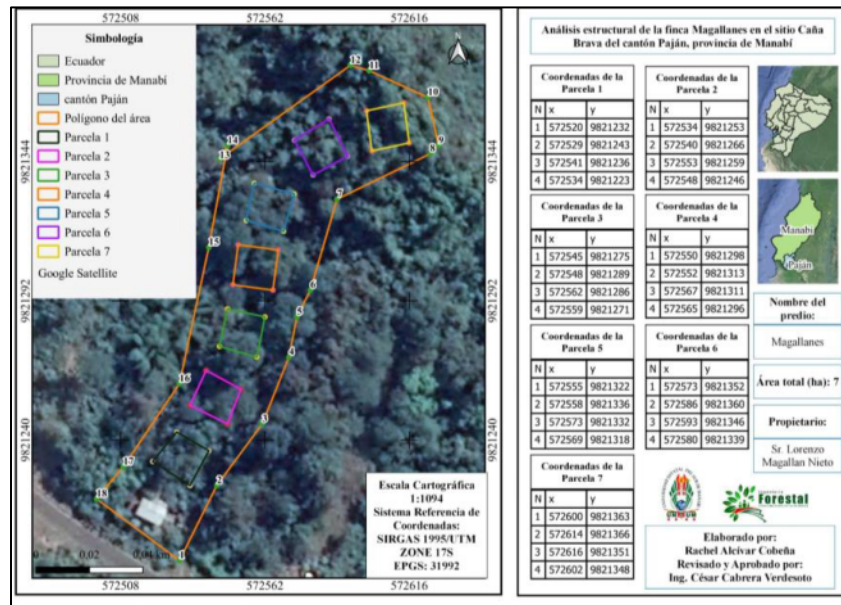 572508
572562
572616
Simbología
Ecuador
Provincia de Manabí
cantón Paján
Polígono del área
Parcela 1
Parcela 2
Parcela 3
Parcela 4
Parcela 5
Parcela 6
Parcela 7
Google Satellite
9821344
9821292
9821240
9821344
9821292
9821240
12
11
10
9
8
14
13
7
15
6
5
4
16
3
17
2
18
1
0
0,02
0,04 km
Escala Cartográfica
1:1094
Sistema Referencia de
Coordenadas:
SIRGAS 1995/UTM
ZONE 17S
EPGS: 31992
572508
572562
572616
Análisis estructural de la finca Magallanes en el sitio Caña
Brava del cantón Paján, provincia de Manabí
Coordenadas de la
Parcela 1
N x y
1 572520 9821232
2 572529 9821243
3 572541 9821236
4 572534 9821223
Coordenadas de la
Parcela 2
N x y
1 572534 9821253
2 572540 9821266
3 572553 9821259
4 572548 9821246
Coordenadas de la
Parcela 3
N x y
1 572545 9821275
2 572548 9821289
3 572562 9821286
4 572559 9821271
Coordenadas de la
Parcela 4
N x y
1 572550 9821298
2 572552 9821313
3 572567 9821311
4 572565 9821296
Coordenadas de la
Parcela 5
N x y
1 572555 9821322
2 572558 9821336
3 572573 9821332
4 572569 9821318
Coordenadas de la
Parcela 6
N x y
1 572573 9821352
2 572586 9821360
3 572593 9821346
4 572580 9821339
Coordenadas de la
Parcela 7
N x y
1 572600 9821363
2 572614 9821366
3 572616 9821351
4 572602 9821348
Manabí
Paján
Nombre del
predio:
Magallanes
Área total (ha): 7
Propietario:
Sr. Lorenzo
Magallan Nieto
Forestal
Elaborado por:
Rachel Alcívar Cobeña
Revisado y Aprobado por:
Ing. César Cabrera Verdesoto